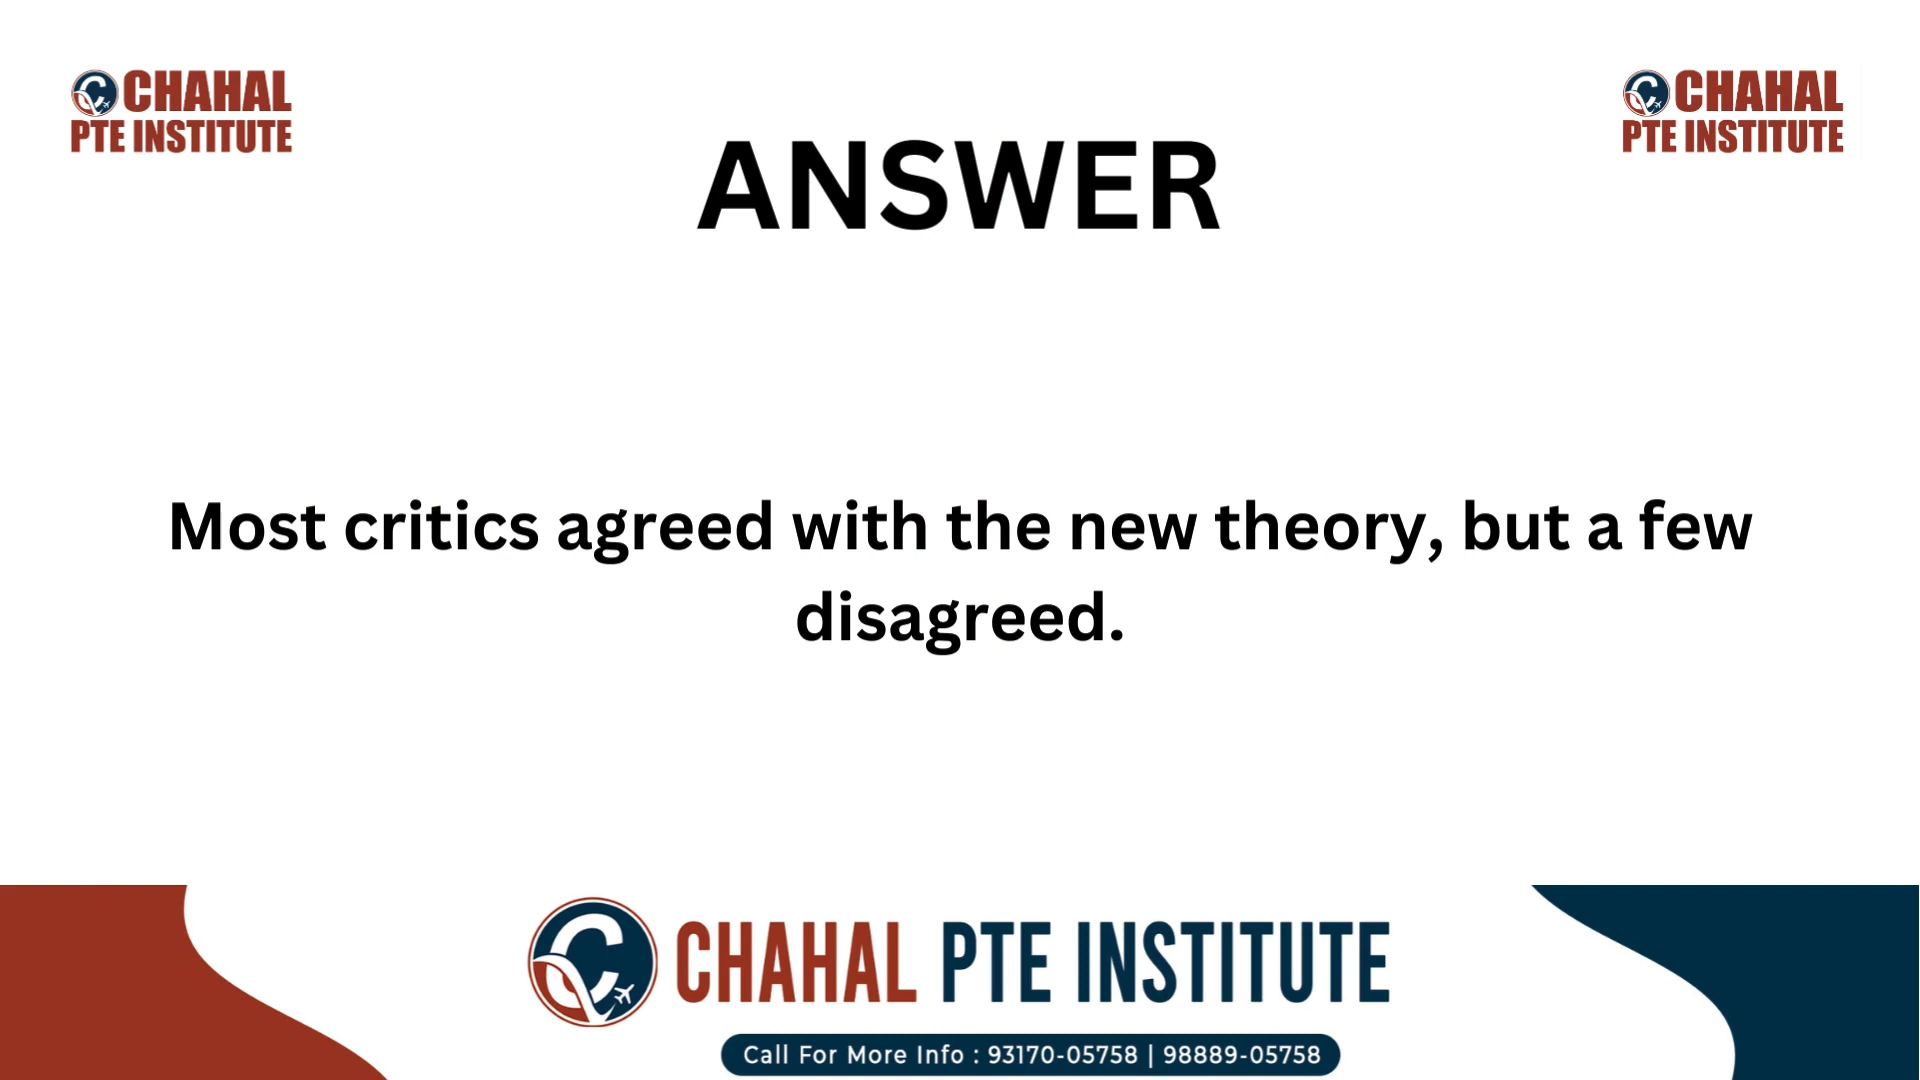 CHAHAL
PTE INSTITUTE
CHAHAL
PTE INSTITUTE
ANSWER
Most critics agreed with the new theory, but a few
disagreed.
CHAHAL PTE INSTITUTE
Call For More Info : 93170-05758 | 98889-05758